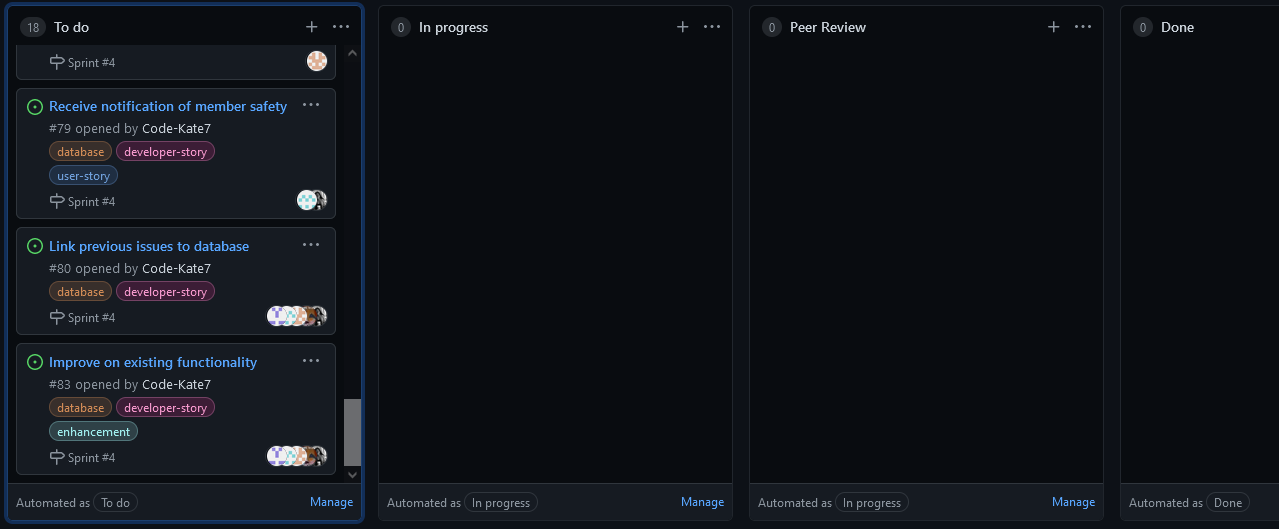 18 To do
Sprint #4
Receive notification of member safety
#79 opened by Code-Kate7
database developer-story
user-story
Sprint #4
Link previous issues to database
#80 opened by Code-Kate7
database developer-story
Sprint #4
Improve on existing functionality
#83 opened by Code-Kate7
database developer-story
enhancement
Sprint #4
Automated as To do Manage
0 In progress
Automated as In progress Manage
0 Peer Review
Automated as In progress Manage
0 Done
Automated as Done